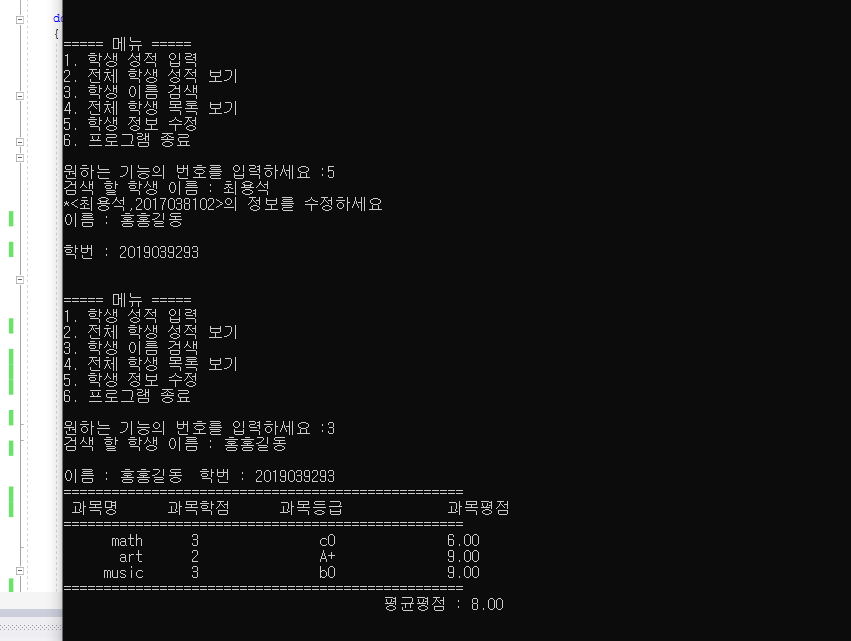 do
{
===== 메뉴 =====
1. 학생 성적 입력
2. 전체 학생 성적 보기
3. 학생 이름 검색
4. 전체 학생 목록 보기
5. 학생 정보 수정
6. 프로그램 종료
원하는 기능의 번호를 입력하세요 :5
검색 할 학생 이름 : 최용석
*<최용석,2017038102>의 정보를 수정하세요
이름 : 홍홍길동
학번 : 2019039293
===== 메뉴 =====
1. 학생 성적 입력
2. 전체 학생 성적 보기
3. 학생 이름 검색
4. 전체 학생 목록 보기
5. 학생 정보 수정
6. 프로그램 종료
원하는 기능의 번호를 입력하세요 :3
검색 할 학생 이름 : 홍홍길동
이름 : 홍홍길동 학번 : 2019039293
==================================================
과목명 과목학점 과목등급 과목평점
==================================================
math 3 c0 6.00
art 2 A+ 9.00
music 3 b0 9.00
==================================================
평균평점 : 8.00